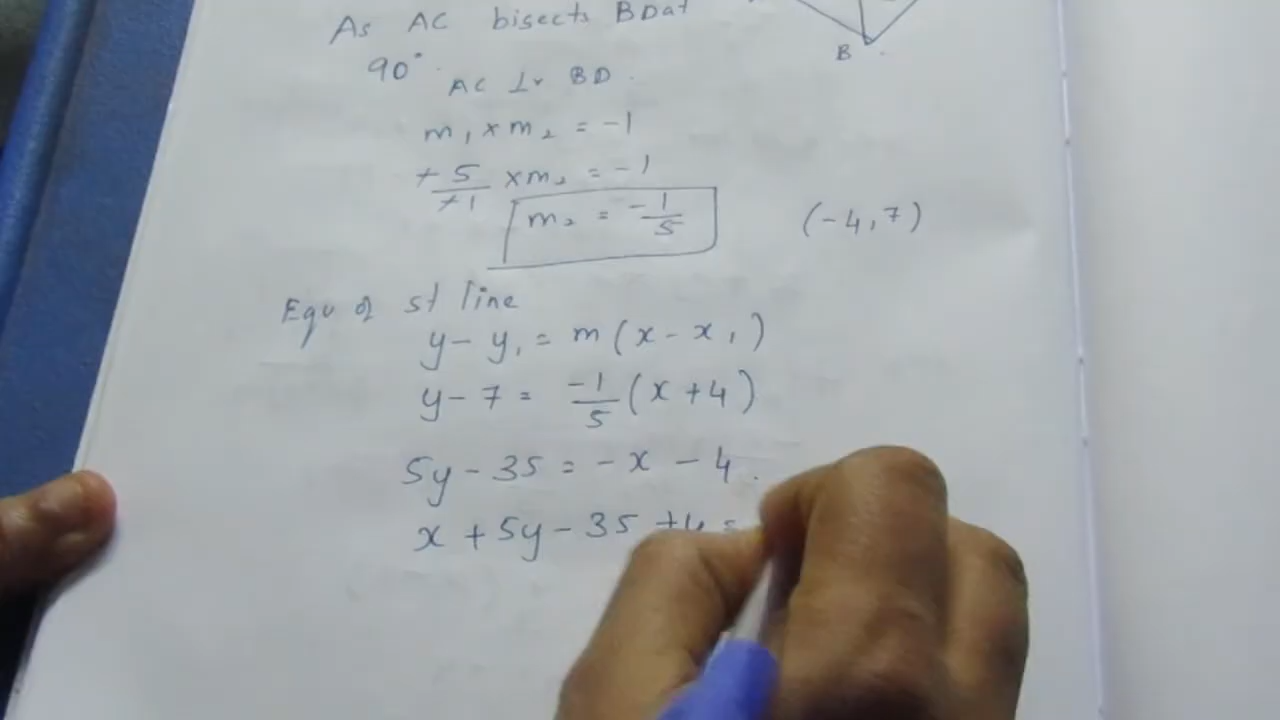 As AC bisects BD at
B
90°.
AC ⊥r BD.
m₁ × m₂ = -1
+5/+1 × m₂ = -1
m₂ = -1/5
(-4, 7)
Equ of st line
y - y₁ = m(x - x₁)
y - 7 = -1/5 (x + 4)
5y - 35 = -x - 4.
x + 5y - 35 + 4 =